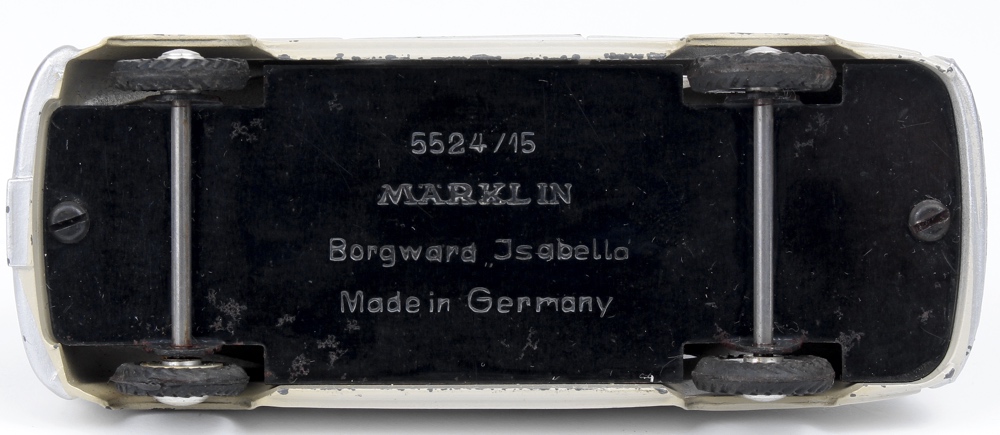 5524/15
MÄRKLIN
Borgward „Isabella"
Made in Germany